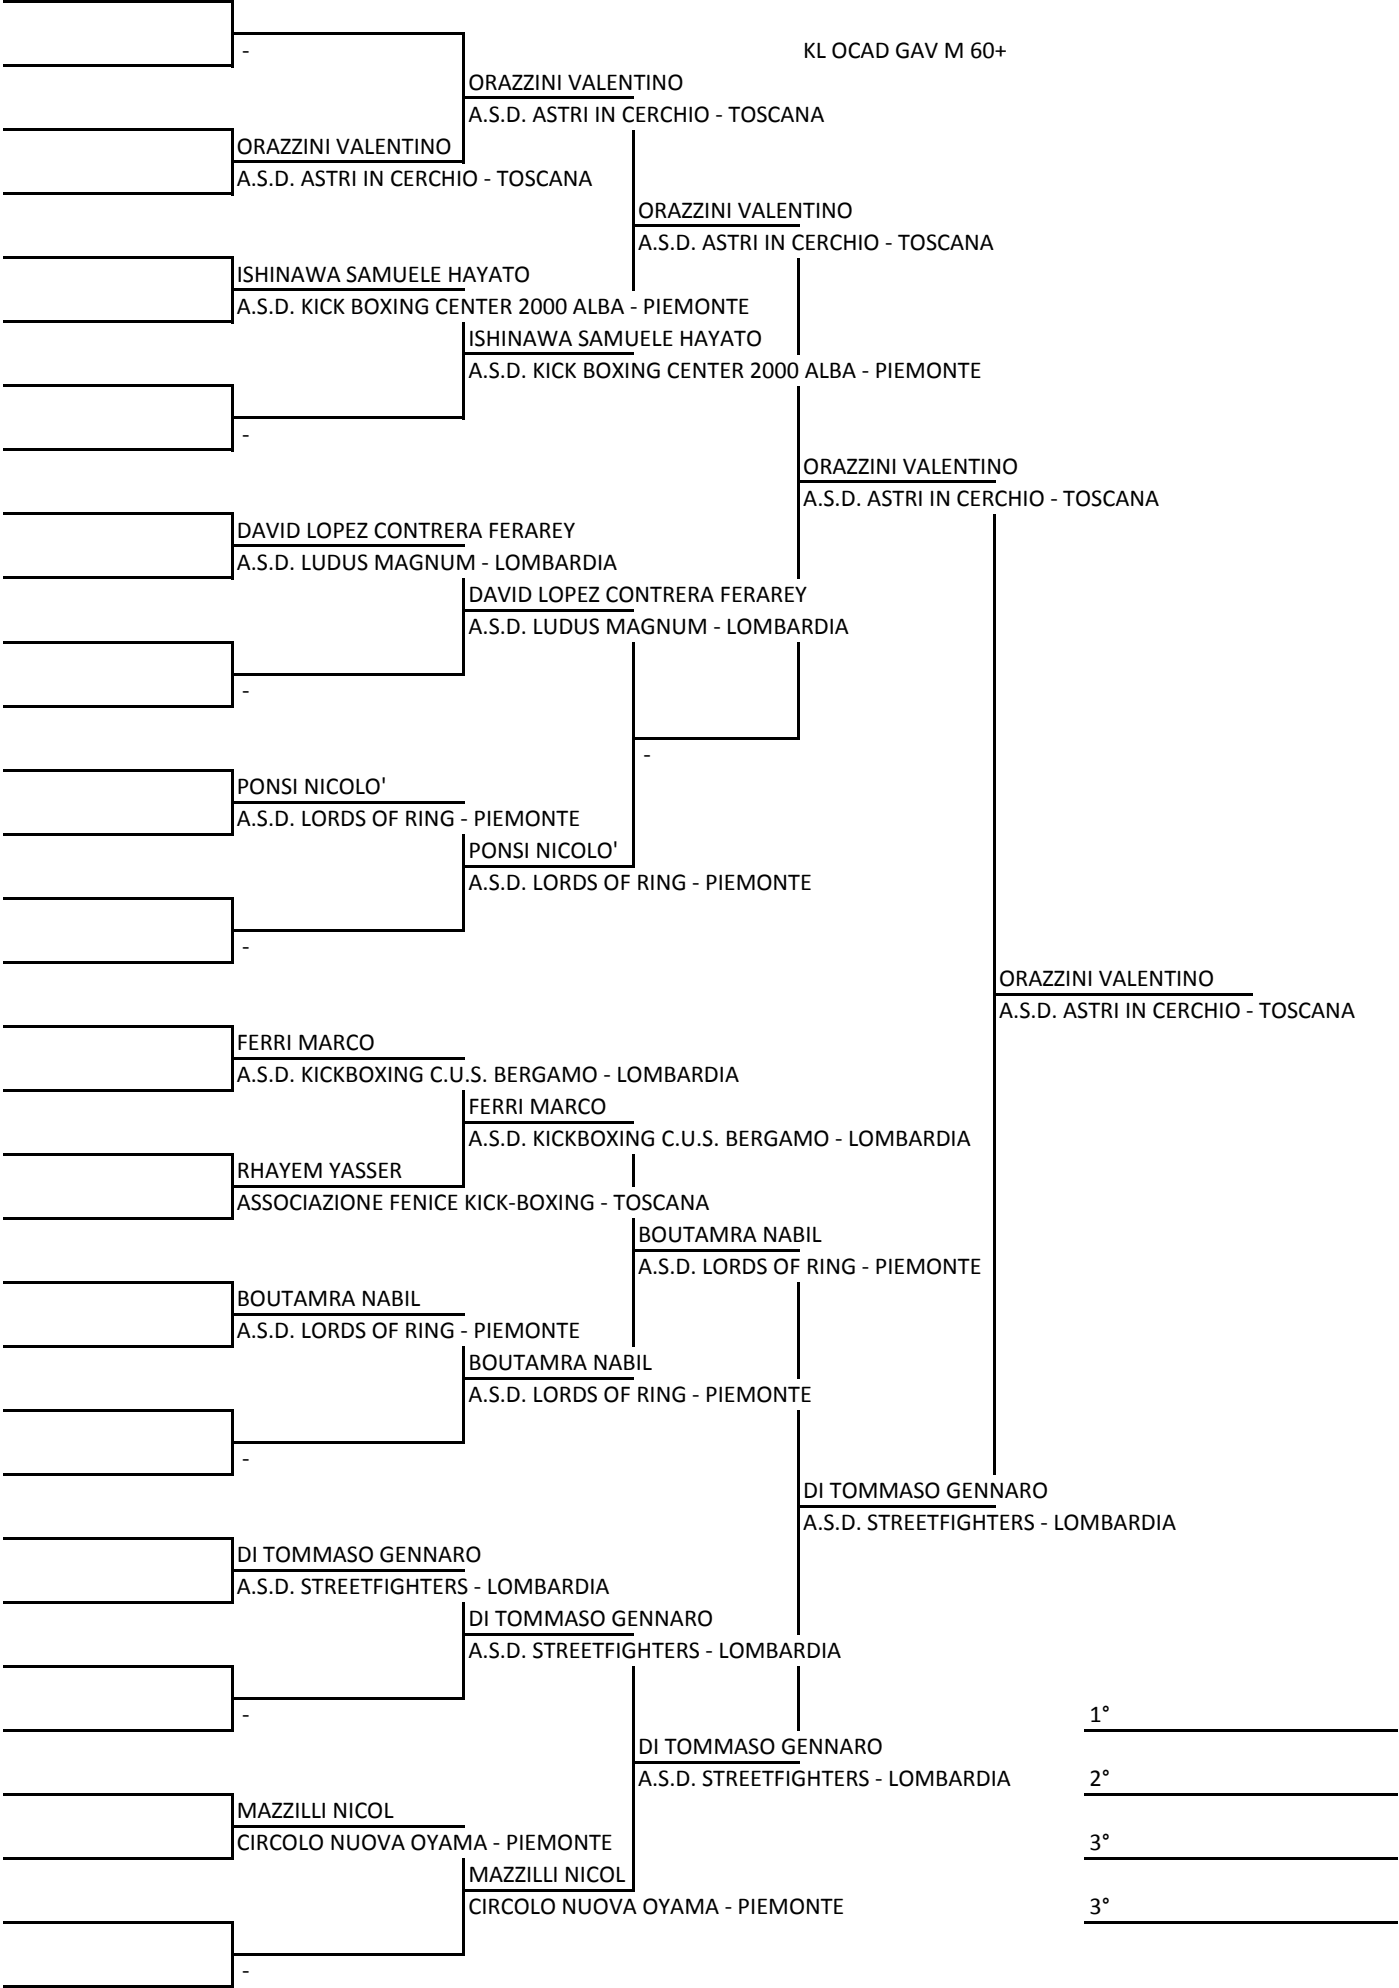 -
KL OCAD GAV M 60+
ORAZZINI VALENTINO
A.S.D. ASTRI IN CERCHIO - TOSCANA
ORAZZINI VALENTINO
A.S.D. ASTRI IN CERCHIO - TOSCANA
ORAZZINI VALENTINO
A.S.D. ASTRI IN CERCHIO - TOSCANA
ISHINAWA SAMUELE HAYATO
A.S.D. KICK BOXING CENTER 2000 ALBA - PIEMONTE
ISHINAWA SAMUELE HAYATO
A.S.D. KICK BOXING CENTER 2000 ALBA - PIEMONTE
-
ORAZZINI VALENTINO
A.S.D. ASTRI IN CERCHIO - TOSCANA
DAVID LOPEZ CONTRERA FERAREY
A.S.D. LUDUS MAGNUM - LOMBARDIA
DAVID LOPEZ CONTRERA FERAREY
A.S.D. LUDUS MAGNUM - LOMBARDIA
-
-
PONSI NICOLO'
A.S.D. LORDS OF RING - PIEMONTE
PONSI NICOLO'
A.S.D. LORDS OF RING - PIEMONTE
-
ORAZZINI VALENTINO
A.S.D. ASTRI IN CERCHIO - TOSCANA
FERRI MARCO
A.S.D. KICKBOXING C.U.S. BERGAMO - LOMBARDIA
FERRI MARCO
A.S.D. KICKBOXING C.U.S. BERGAMO - LOMBARDIA
RHAYEM YASSER
ASSOCIAZIONE FENICE KICK-BOXING - TOSCANA
BOUTAMRA NABIL
A.S.D. LORDS OF RING - PIEMONTE
BOUTAMRA NABIL
A.S.D. LORDS OF RING - PIEMONTE
BOUTAMRA NABIL
A.S.D. LORDS OF RING - PIEMONTE
-
DI TOMMASO GENNARO
A.S.D. STREETFIGHTERS - LOMBARDIA
DI TOMMASO GENNARO
A.S.D. STREETFIGHTERS - LOMBARDIA
DI TOMMASO GENNARO
A.S.D. STREETFIGHTERS - LOMBARDIA
-
1°
DI TOMMASO GENNARO
A.S.D. STREETFIGHTERS - LOMBARDIA
2°
MAZZILLI NICOL
CIRCOLO NUOVA OYAMA - PIEMONTE
3°
MAZZILLI NICOL
CIRCOLO NUOVA OYAMA - PIEMONTE
3°
-